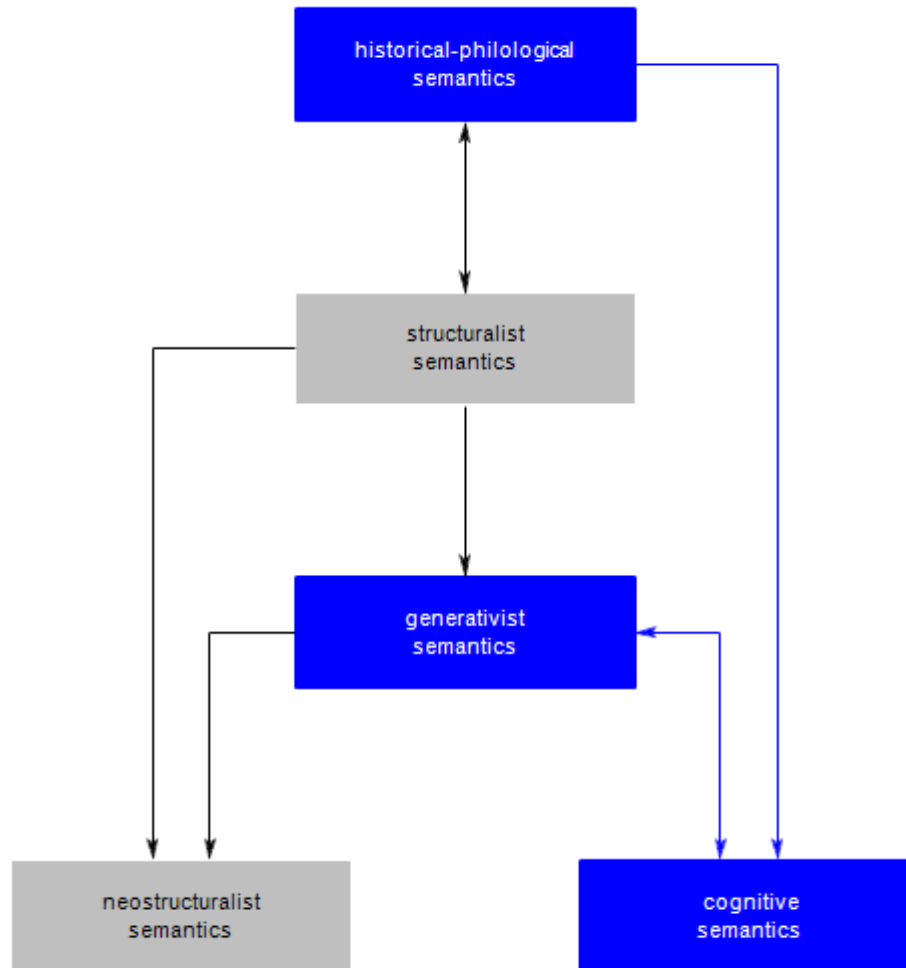 historical-philological
semantics
structuralist
semantics
generativist
semantics
neostructuralist
semantics
cognitive
semantics